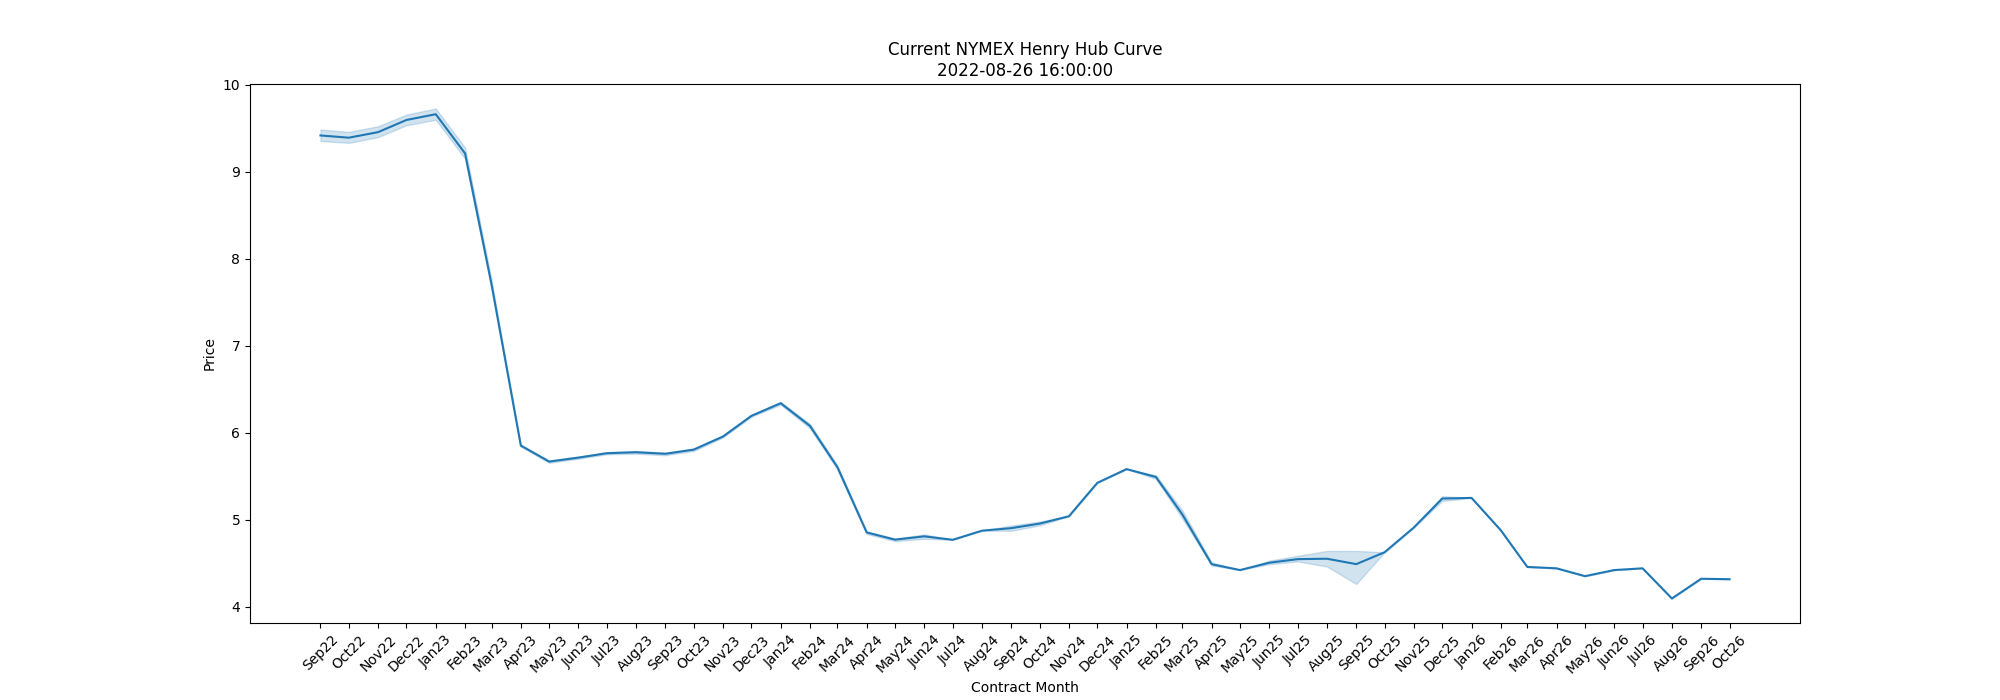 Current NYMEX Henry Hub Curve
2022-08-26 16:00:00
10
9
8
7
6
5
4
Price
Sep22
Oct22
Nov22
Dec22
Jan23
Feb23
Mar23
Apr23
May23
Jun23
Jul23
Aug23
Sep23
Oct23
Nov23
Dec23
Jan24
Feb24
Mar24
Apr24
May24
Jun24
Jul24
Aug24
Sep24
Oct24
Nov24
Dec24
Jan25
Feb25
Mar25
Apr25
May25
Jun25
Jul25
Aug25
Sep25
Oct25
Nov25
Dec25
Jan26
Feb26
Mar26
Apr26
May26
Jun26
Jul26
Aug26
Sep26
Oct26
Contract Month